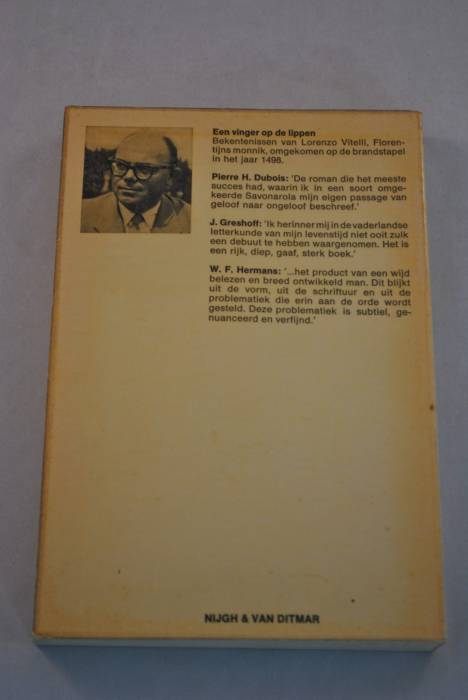 Een vinger op de lippen
Bekentenissen van Lorenzo Vitelli, Floren-
tijns monnik, omgekomen op de brandstapel
in het jaar 1498.
Pierre H. Dubois: 'De roman die het meeste
succes had, waarin ik in een soort omge-
keerde Savonarola mijn eigen passage van
geloof naar ongeloof beschreef.'
J. Greshoff: 'Ik herinner mij in de vaderlandse
letterkunde van mijn levenstijd niet ooit zulk
een debuut te hebben waargenomen. Het is
een rijk, diep, gaaf, sterk boek.'
W. F. Hermans: '...het product van een wijd
belezen en breed ontwikkeld man. Dit blijkt
uit de vorm, uit de schriftuur en uit de
problematiek die erin aan de orde wordt
gesteld. Deze problematiek is subtiel, ge-
nuanceerd en verfijnd.'
NIJGH & VAN DITMAR